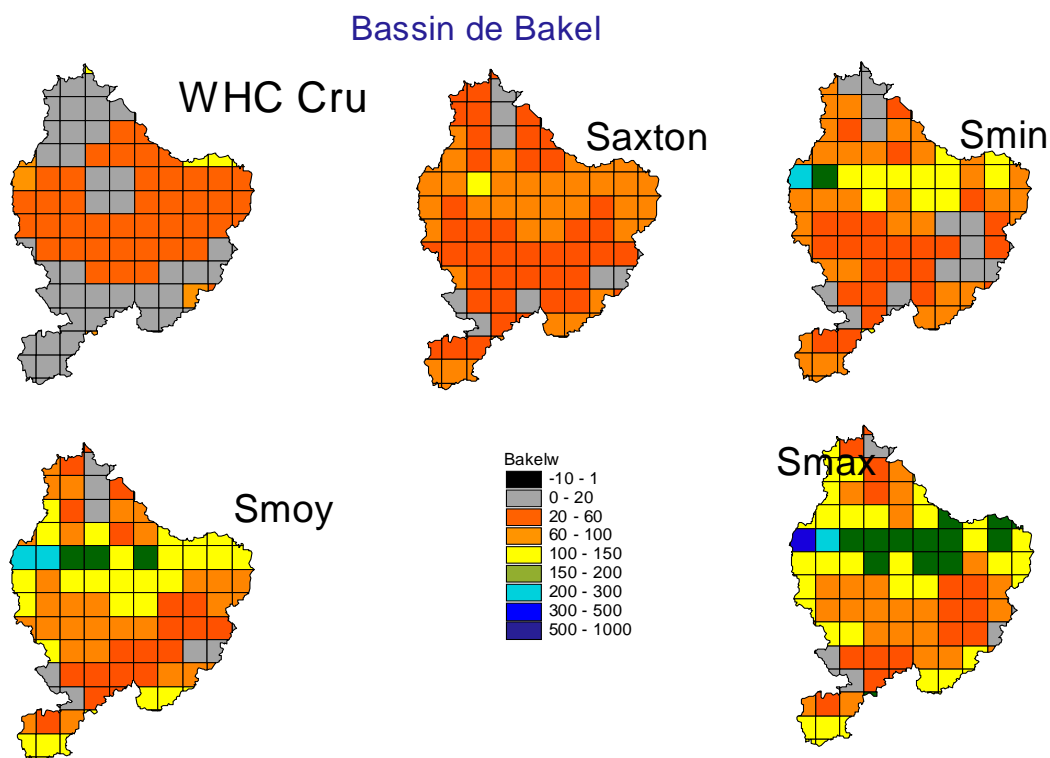 Bassin de Bakel
WHC Cru
Saxton
Smin
Smoy
Smax
Bakelw
-10 - 1
0 - 20
20 - 60
60 - 100
100 - 150
150 - 200
200 - 300
300 - 500
500 - 1000